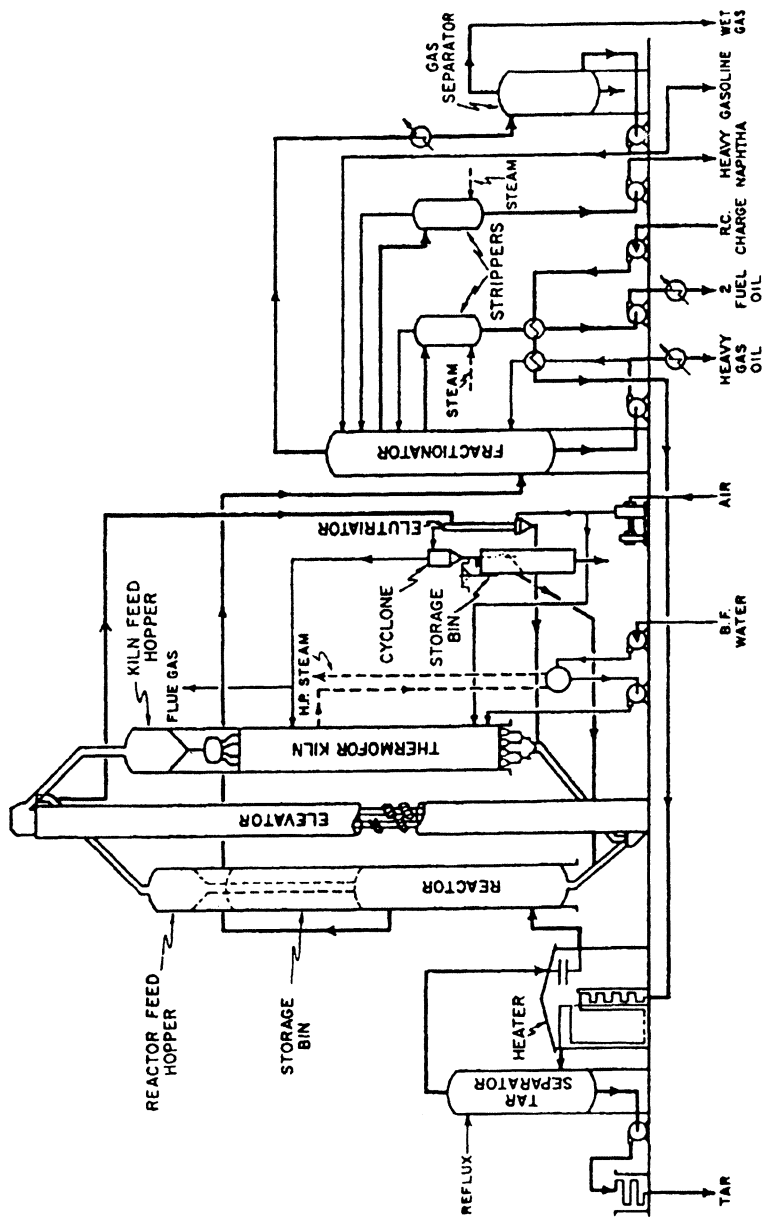 REACTOR FEED
HOPPER
STORAGE
BIN
KILN FEED
HOPPER
FLUE GAS
H.P. STEAM
CYCLONE
STORAGE
BIN
ELUTRIATOR
ELEVATOR
THERMOFOR KILN
REACTOR
FRACTIONATOR
STEAM
STRIPPERS
STEAM
GAS
SEPARATOR
REFLUX
TAR
SEPARATOR
HEATER
TAR
B.F.
WATER
AIR
HEAVY
GAS
OIL
2
FUEL
OIL
R.C.
CHARGE
HEAVY
NAPHTHA
GASOLINE
WET
GAS